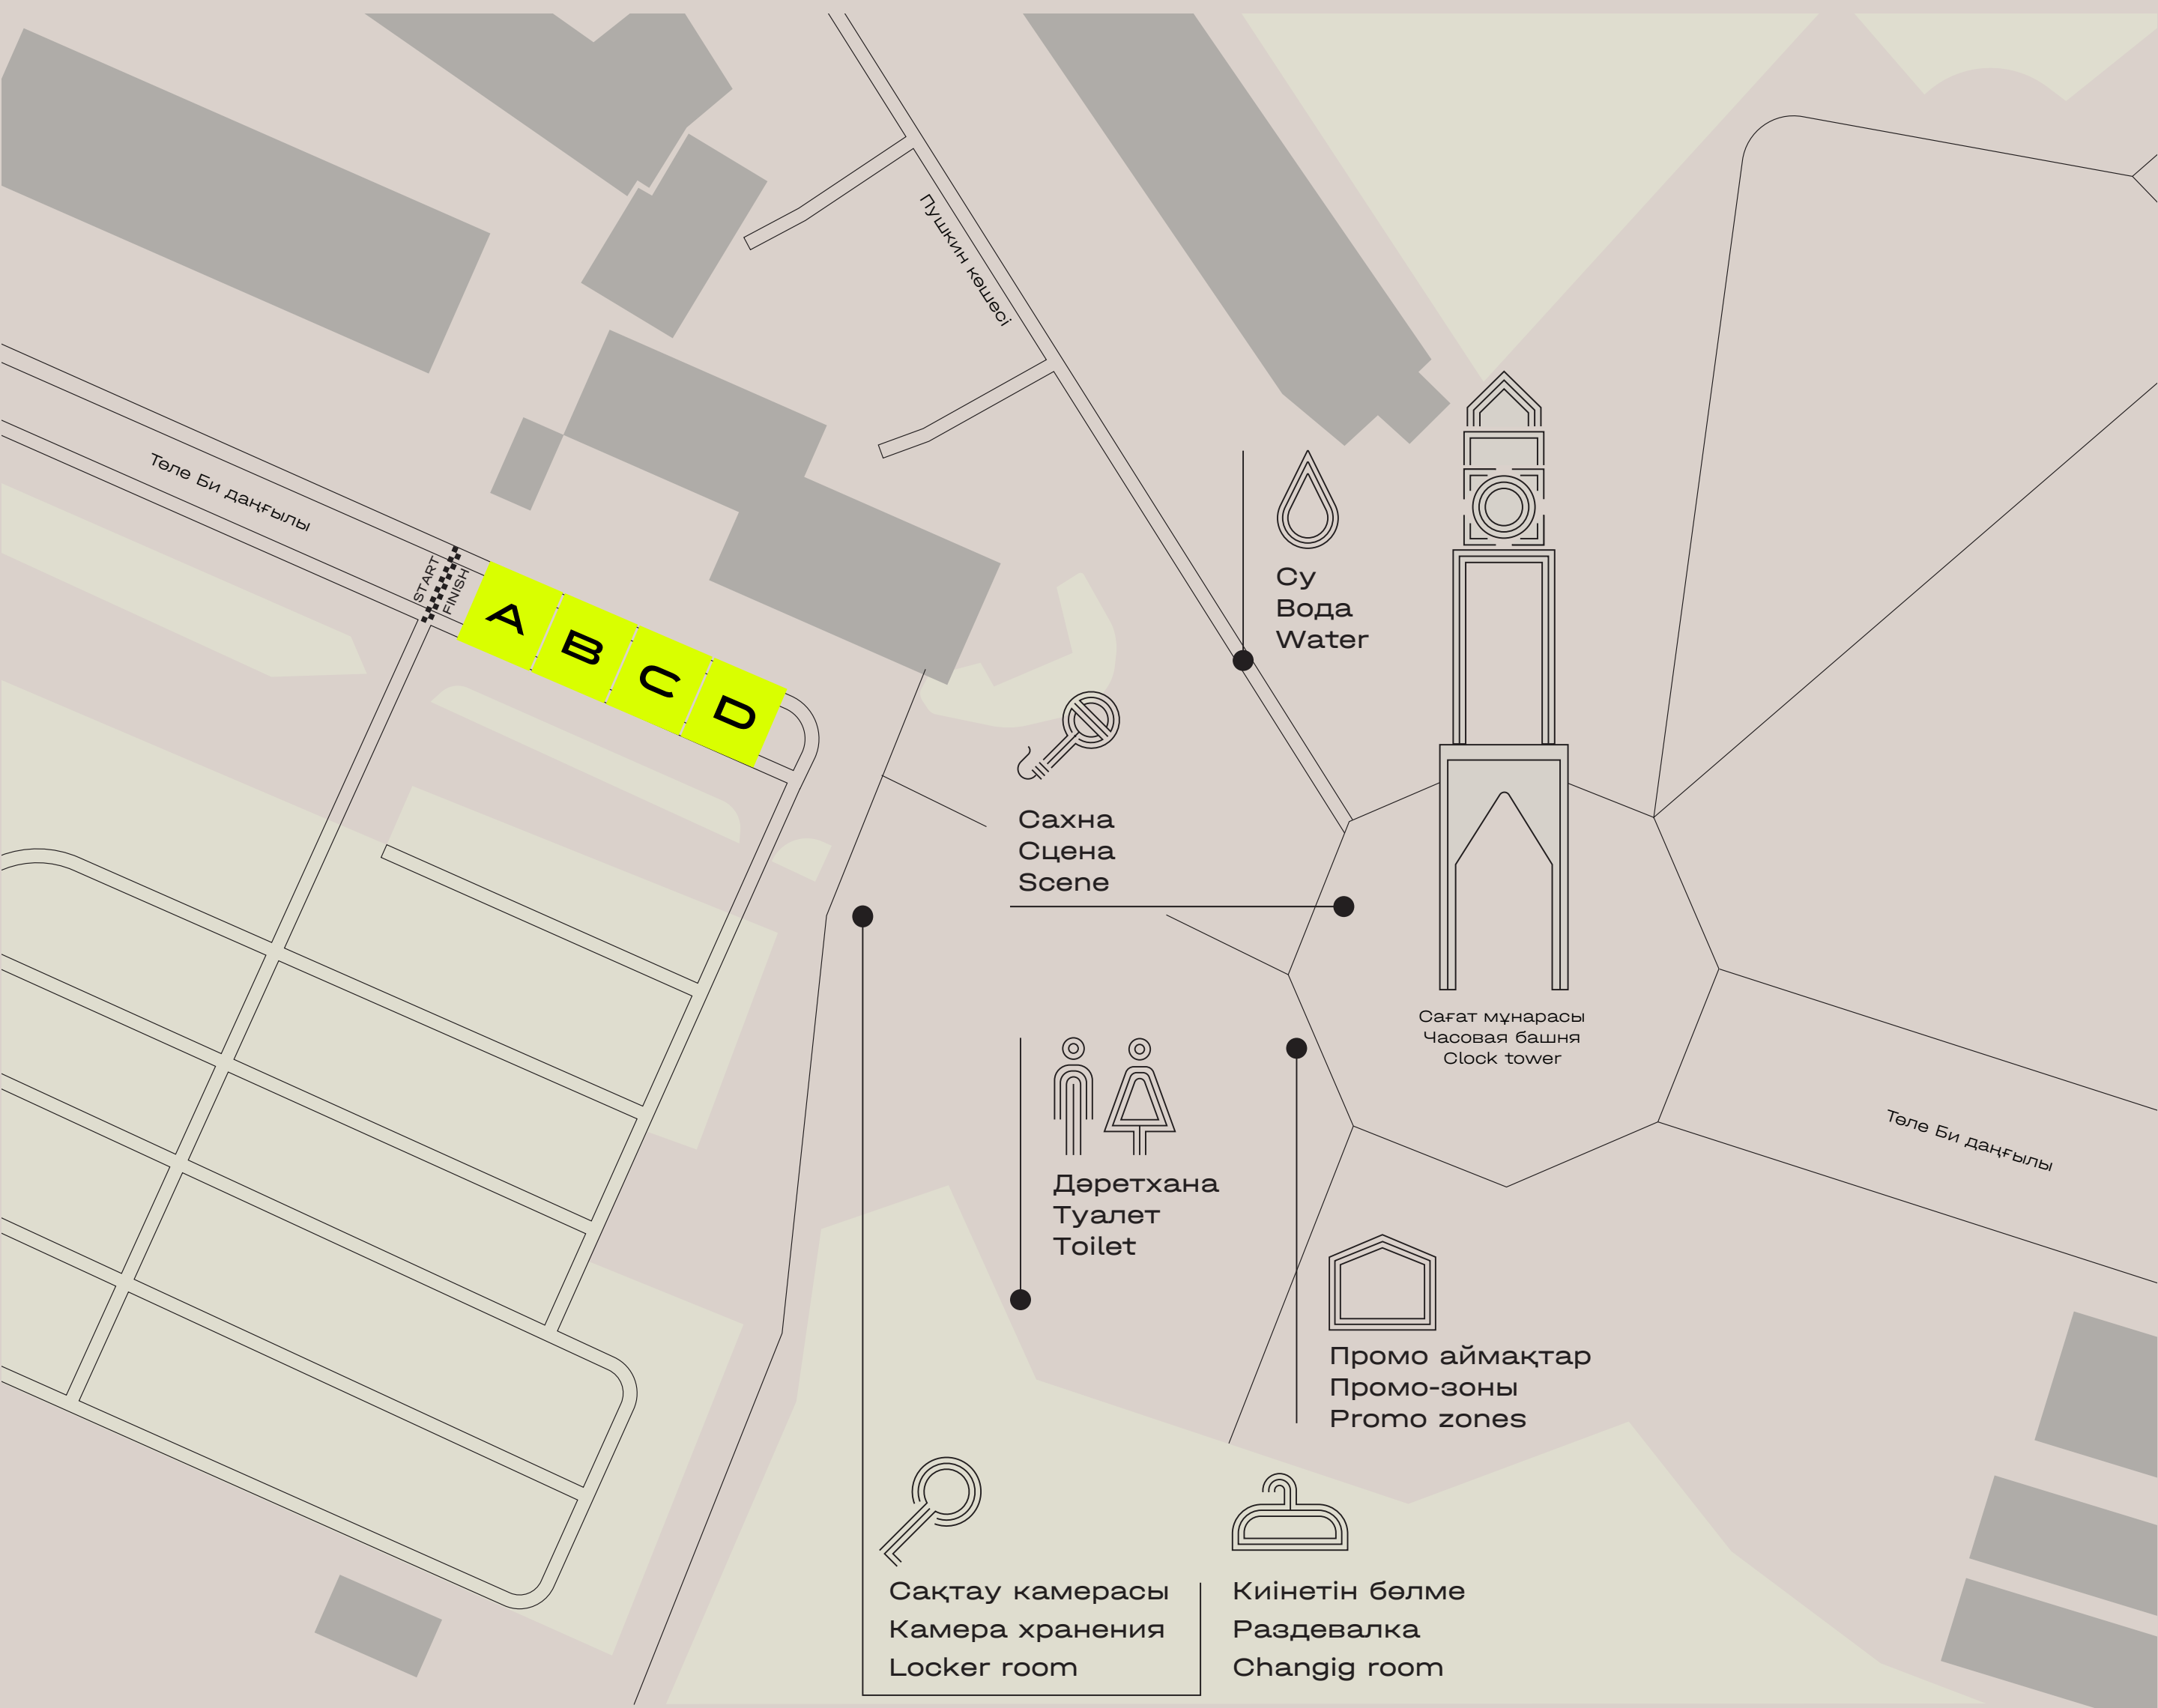 Пушкин көшесі
Төле Би даңғылы
START
FINISH
A
B
C
D
Су
Вода
Water
Сахна
Сцена
Scene
Сағат мұнарасы
Часовая башня
Clock tower
Төле Би даңғылы
Дәретхана
Туалет
Toilet
Промо аймақтар
Промо-зоны
Promo zones
Сақтау камерасы
Камера хранения
Locker room
Киінетін бөлме
Раздевалка
Changig room